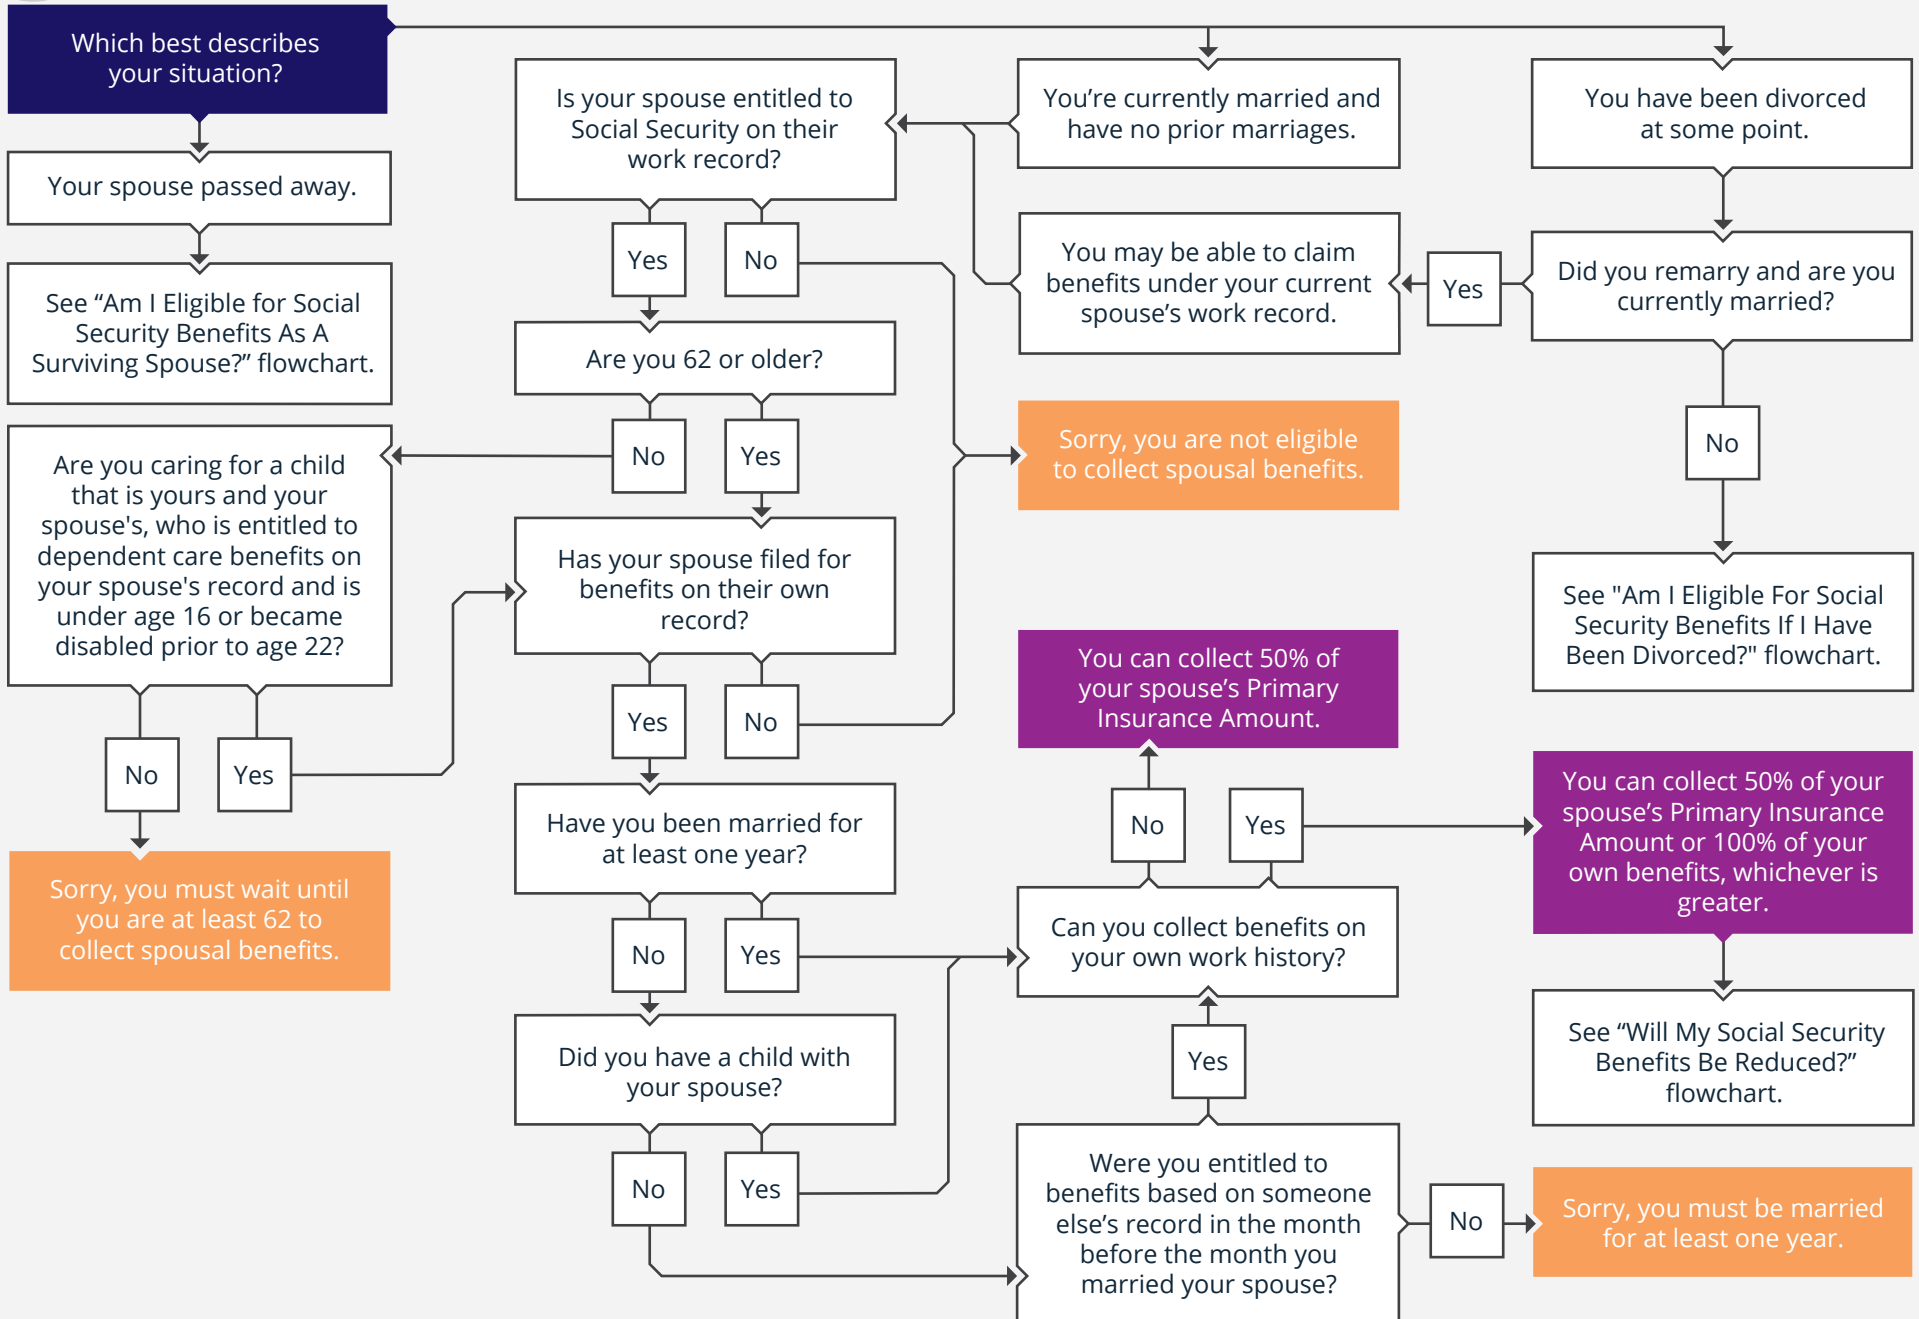 Which best describes
your situation?
Your spouse passed away.
See “Am I Eligible for Social
Security Benefits As A
Surviving Spouse?” flowchart.
You’re currently married and
have no prior marriages.
You have been divorced
at some point.
Did you remarry and are you
currently married?
Yes
You may be able to claim
benefits under your current
spouse’s work record.
No
See "Am I Eligible For Social
Security Benefits If I Have
Been Divorced?" flowchart.
Is your spouse entitled to
Social Security on their
work record?
Yes
No
Sorry, you are not eligible
to collect spousal benefits.
Are you 62 or older?
No
Yes
Are you caring for a child
that is yours and your
spouse's, who is entitled to
dependent care benefits on
your spouse's record and is
under age 16 or became
disabled prior to age 22?
No
Yes
Sorry, you must wait until
you are at least 62 to
collect spousal benefits.
Has your spouse filed for
benefits on their own
record?
Yes
No
Have you been married for
at least one year?
No
Yes
Did you have a child with
your spouse?
No
Yes
Were you entitled to
benefits based on someone
else’s record in the month
before the month you
married your spouse?
Yes
No
Sorry, you must be married
for at least one year.
Can you collect benefits on
your own work history?
No
Yes
You can collect 50% of
your spouse’s Primary
Insurance Amount.
You can collect 50% of your
spouse’s Primary Insurance
Amount or 100% of your
own benefits, whichever is
greater.
See “Will My Social Security
Benefits Be Reduced?”
flowchart.